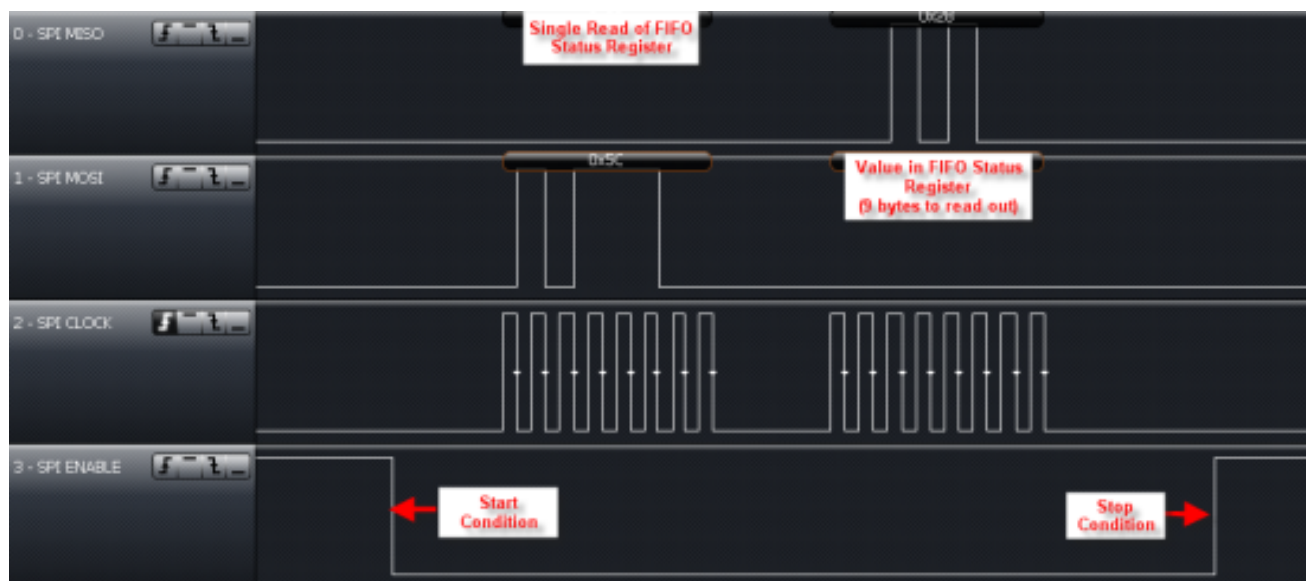 0 - SPI MISO
Single Read of FIFO
Status Register
0x28
1 - SPI MOSI
0x5C
Value in FIFO Status
Register
(9 bytes to read out)
2 - SPI CLOCK
3 - SPI ENABLE
Start
Condition
Stop
Condition